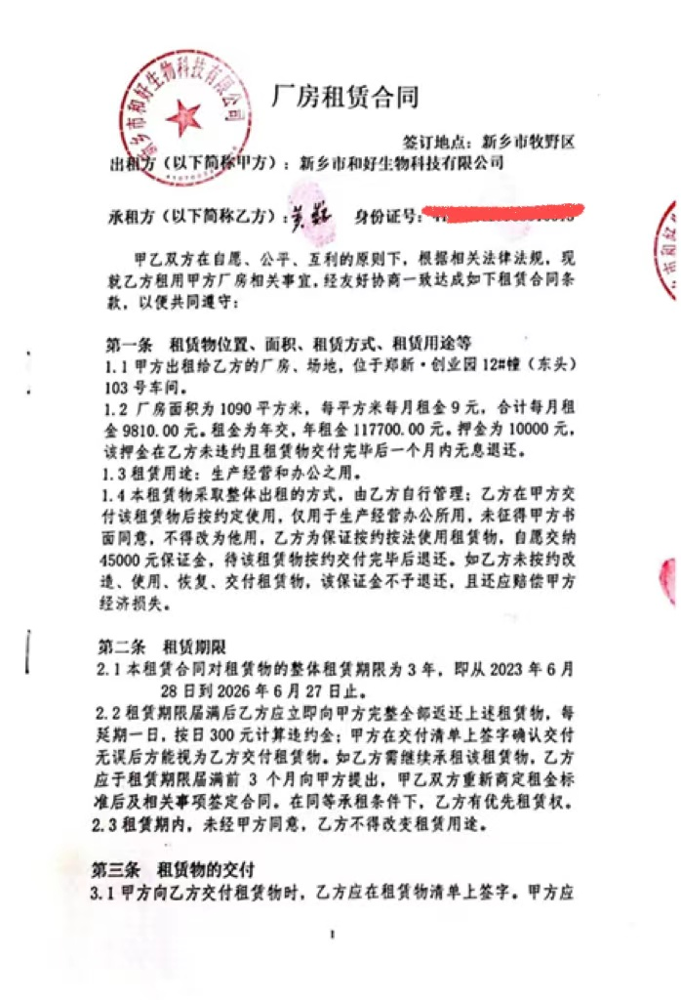 厂房租赁合同
新乡市和好生物科技有限公司
签订地点：新乡市牧野区
出租方（以下简称甲方）：新乡市和好生物科技有限公司
承租方（以下简称乙方）： 身份证号：
甲乙双方在自愿、公平、互利的原则下，根据相关法律法规，现
就乙方租用甲方厂房相关事宜，经友好协商一致达成如下租赁合同条
款，以便共同遵守：
第一条 租赁物位置、面积、租赁方式、租赁用途等
1.1 甲方出租给乙方的厂房、场地，位于郑新·创业园 12#幢（东头）
103 号车间。
1.2 厂房面积为 1090 平方米，每平方米每月租金 9 元，合计每月租
金 9810.00 元。租金为年交，年租金 117700.00 元。押金为 10000 元，
该押金在乙方未违约且租赁物交付完毕后一个月内无息退还。
1.3 租赁用途：生产经营和办公之用。
1.4 本租赁物采取整体出租的方式，由乙方自行管理；乙方在甲方交
付该租赁物后按约定使用，仅用于生产经营办公所用，未征得甲方书
面同意，不得改为他用，乙方为保证按约按法使用租赁物，自愿交纳
45000 元保证金，待该租赁物按约交付完毕后退还。如乙方未按约改
造、使用、恢复、交付租赁物，该保证金不予退还，且还应赔偿甲方
经济损失。
第二条 租赁期限
2.1 本租赁合同对租赁物的整体租赁期限为 3 年，即从 2023 年 6 月
28 日到 2026 年 6 月 27 日止。
2.2 租赁期限届满后乙方应立即向甲方完整全部返还上述租赁物，每
延期一日，按日 300 元计算违约金；甲方在交付清单上签字确认交付
无误后方能视为乙方交付租赁物。如乙方需继续承租该租赁物，乙方
应于租赁期限届满前 3 个月向甲方提出，甲乙双方重新商定租金标
准后及相关事项签定合同。在同等承租条件下，乙方有优先租赁权。
2.3 租赁期内，未经甲方同意，乙方不得改变租赁用途。
第三条 租赁物的交付
3.1 甲方向乙方交付租赁物时，乙方应在租赁物清单上签字。甲方应
1